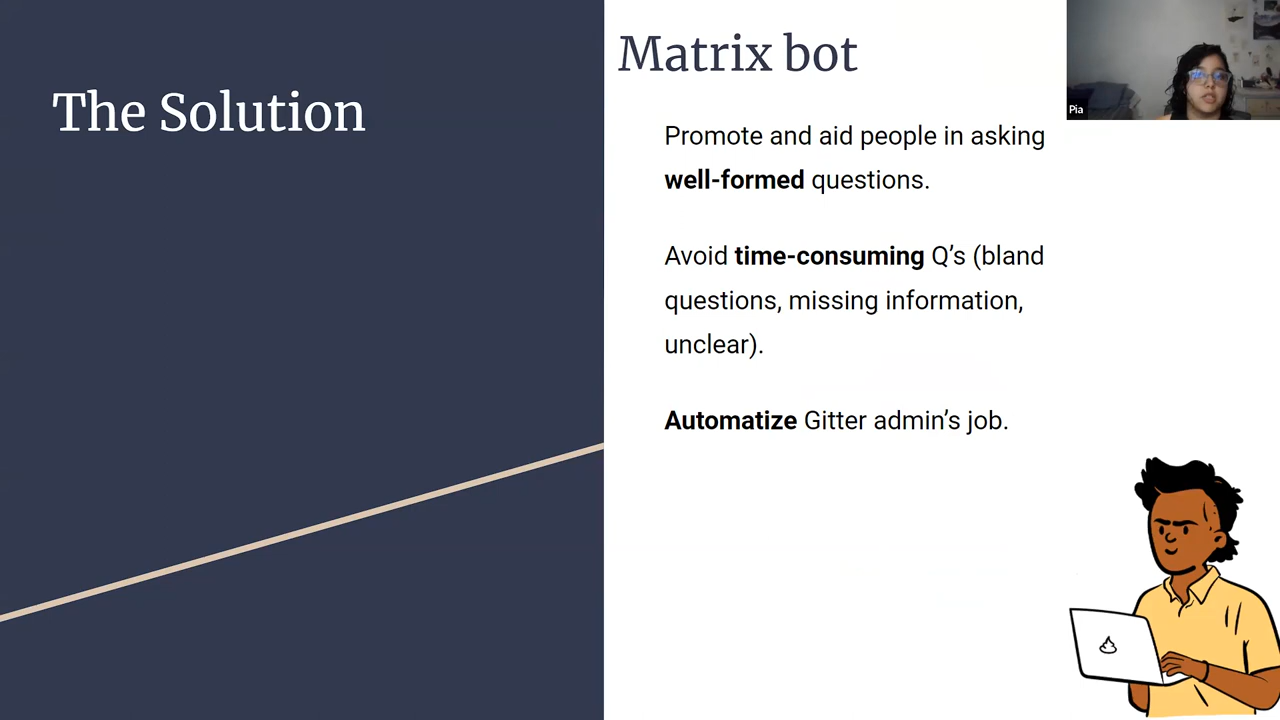 The Solution
Matrix bot
Promote and aid people in asking
well-formed questions.
Avoid time-consuming Q's (bland
questions, missing information,
unclear).
Automatize Gitter admin's job.
Pia